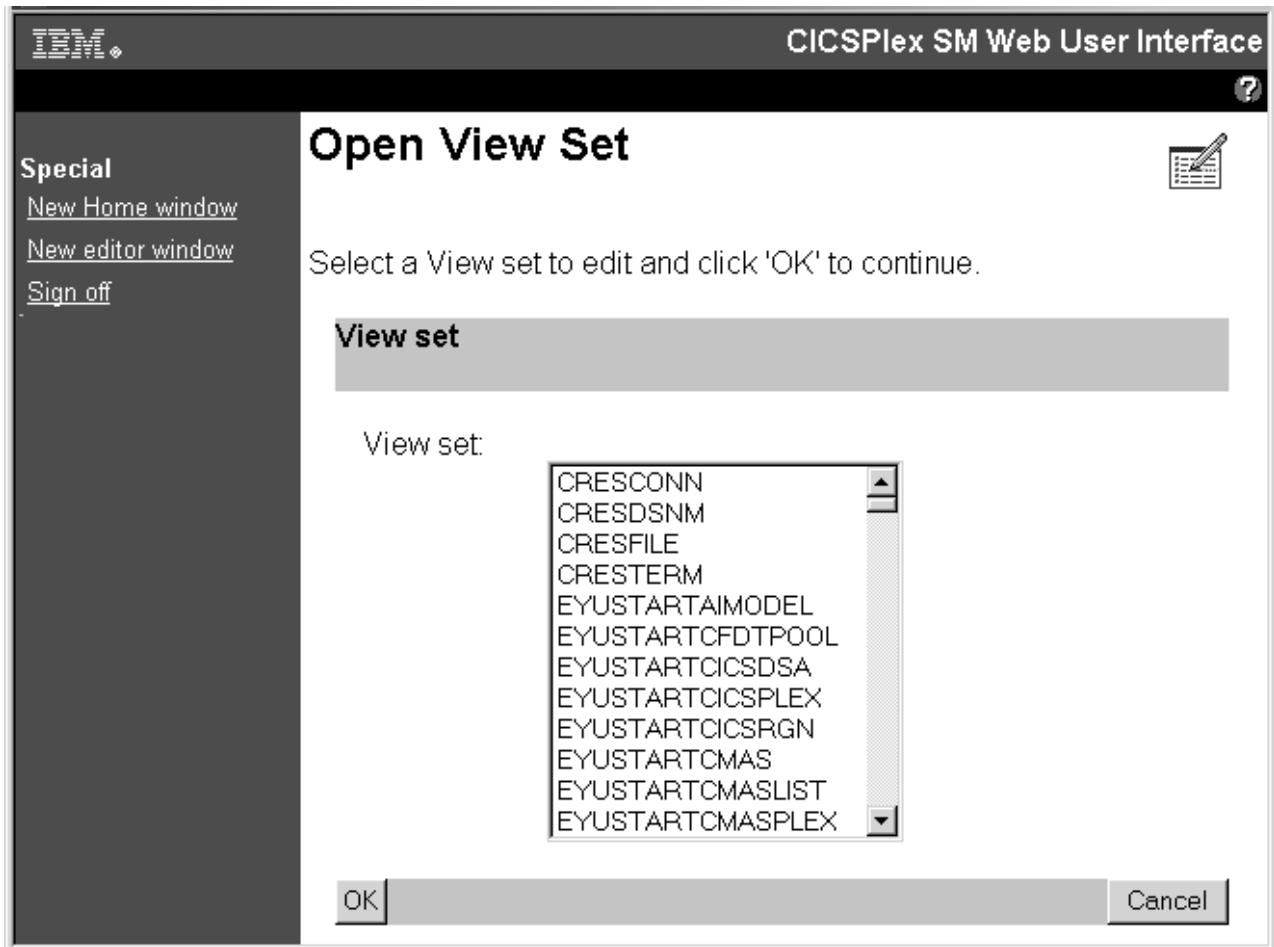 IBM.
CICSPlex SM Web User Interface
?
Special
New Home window
New editor window
Sign off
Open View Set
Select a View set to edit and click 'OK' to continue.
View set
View set:
CRESCONN
CRESDSNM
CRESFILE
CRESTERM
EYUSTARTAIMODEL
EYUSTARTCFDTPOOL
EYUSTARTCICSDSA
EYUSTARTCICSPLEX
EYUSTARTCICSRGN
EYUSTARTCMAS
EYUSTARTCMASLIST
EYUSTARTCMASPLEX
OK
Cancel